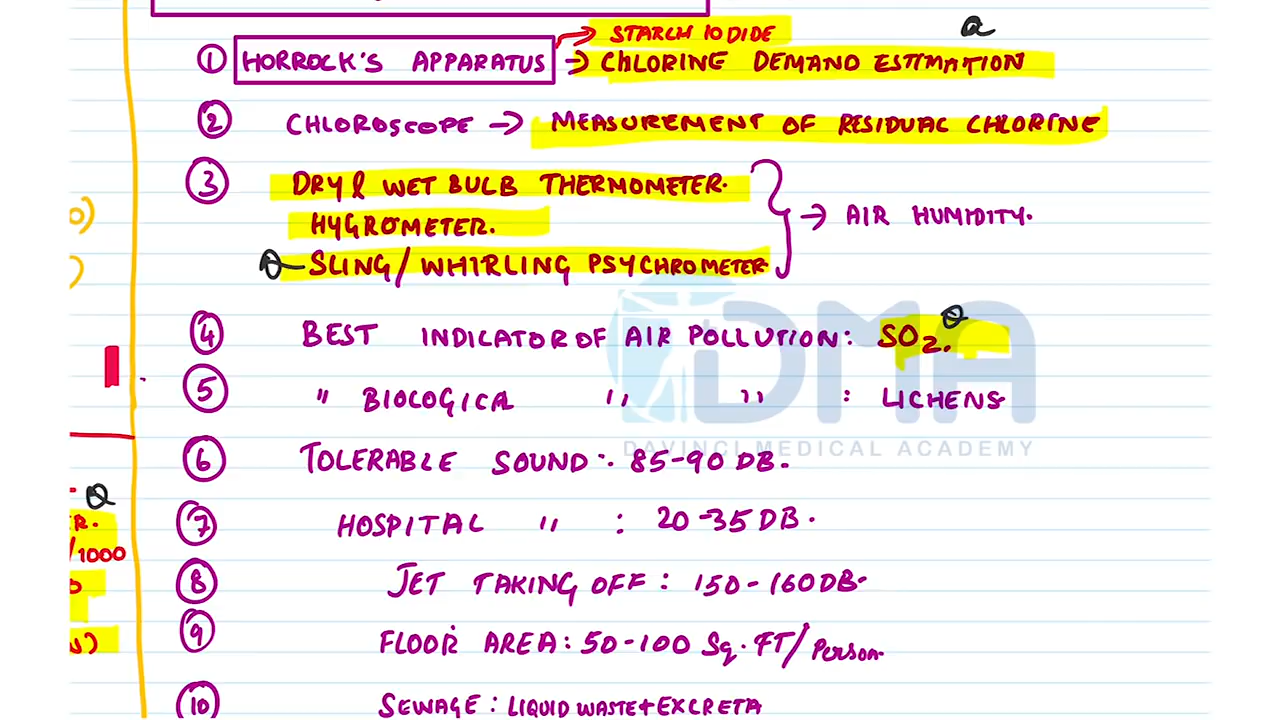 STARCH IODIDE
Q
① HORROCK'S APPARATUS → CHLORINE DEMAND ESTIMATION
② CHLOROSCOPE → MEASUREMENT OF RESIDUAL CHLORINE
③ DRY & WET BULB THERMOMETER.
HYGROMETER.
→ AIR HUMIDITY.
Q SLING/WHIRLING PSYCHROMETER
④ BEST INDICATOR OF AIR POLLUTION: SO2. Q
⑤ " BIOLOGICAL " " : LICHENS
DMA
DAVINCI MEDICAL ACADEMY
⑥ TOLERABLE SOUND: 85-90 DB.
⑦ HOSPITAL " : 20-35 DB.
⑧ JET TAKING OFF: 150-160DB.
⑨ FLOOR AREA: 50-100 Sq. FT/Person.
⑩ SEWAGE: LIQUID WASTE+EXCRETA
Q
R.
/1000